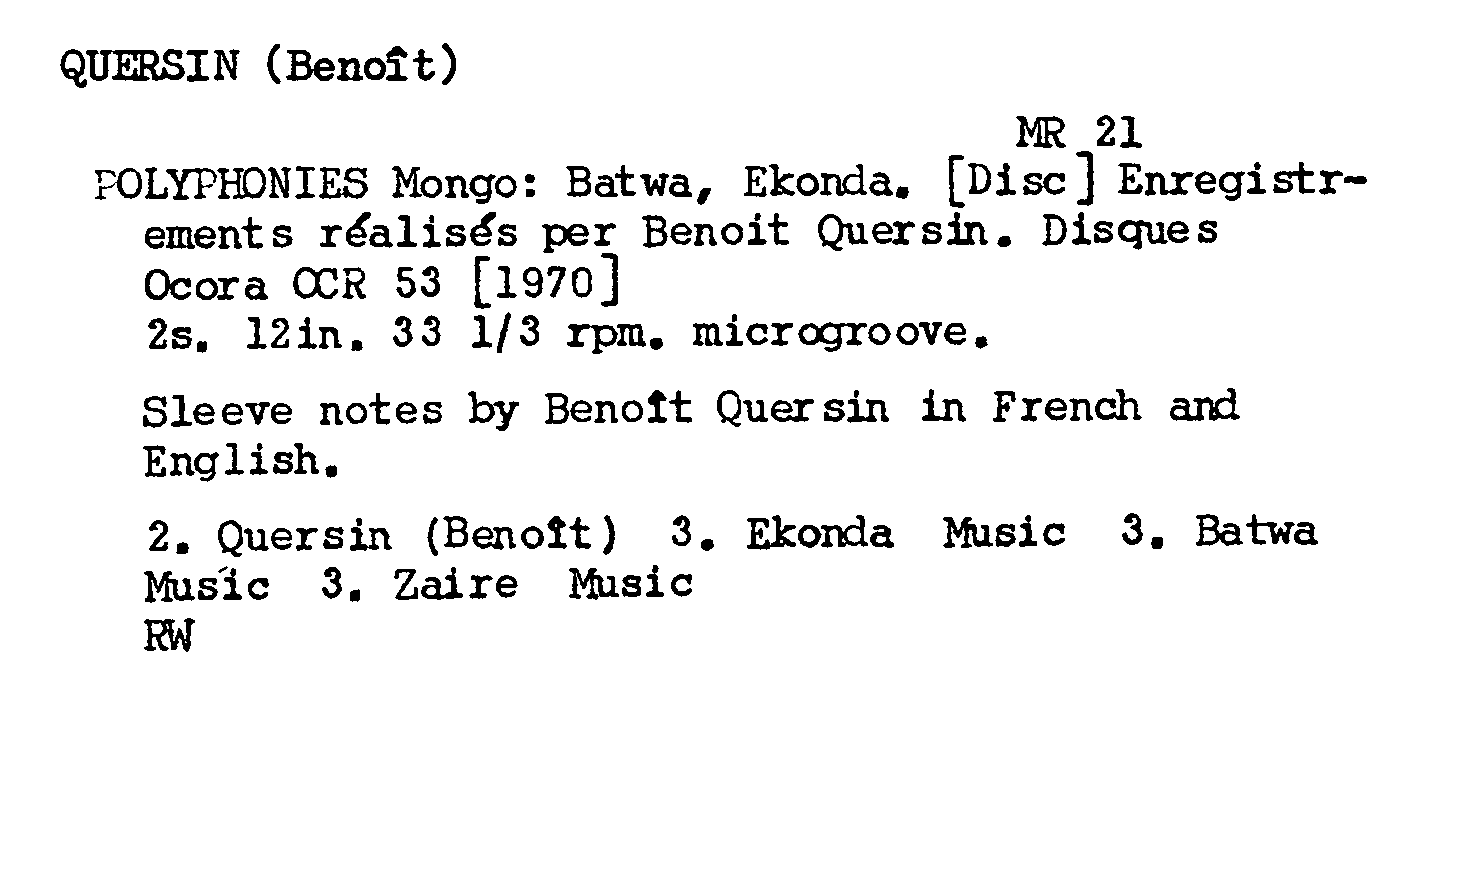 QUERSIN (Benoît)
MR 21
POLYPHONIES Mongo: Batwa, Ekonda. [Disc] Enregistr-
ements réalisés per Benoit Quersin. Disques
Ocora OCR 53 [1970]
2s. 12in. 33 1/3 rpm. microgroove.
Sleeve notes by Benoît Quersin in French and
English.
2. Quersin (Benoît) 3. Ekonda Music 3. Batwa
Music 3. Zaire Music
RW